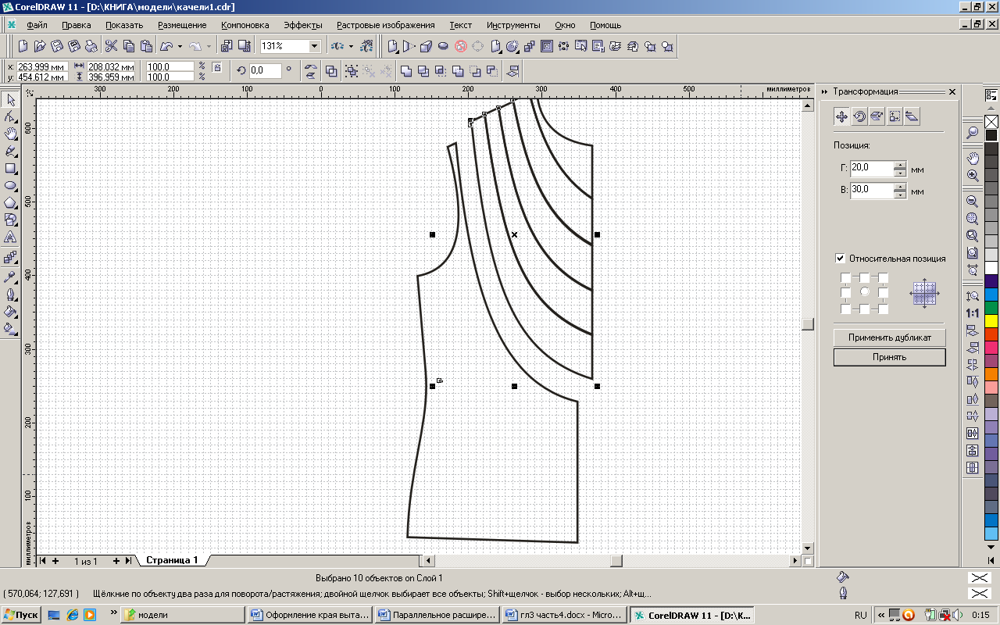 CorelDRAW 11 - [D:\КНИГА\модели\качели1.cdr]
Файл Правка Показать Размещение Компоновка Эффекты Растровые изображения Текст Инструменты Окно Помощь
131%
x: 263.999 мм 208.032 мм 100.0 % 0,0 °
y: 454.612 мм 396.959 мм 100.0 %
300 200 100 0 100 200 300 400 500 миллиметров
600
500
400
300
200
100
миллиметров
Трансформация
Позиция:
Г: 20,0 мм
В: 30,0 мм
Относительная позиция
Применить дубликат
Принять
1:1
1 из 1 Страница 1
Выбрано 10 объектов on Слой 1
( 570,064; 127,691 ) Щёлкние по объекту два раза для поворота/растяжения; двойной щелчок выбирает все объекты; Shift+щелчок - выбор нескольких; Alt+щ...
Пуск » модели Оформление края выта... Параллельное расшире... гл3 часть4.docx - Micro... CorelDRAW 11 - [D:\К... RU « 0:15